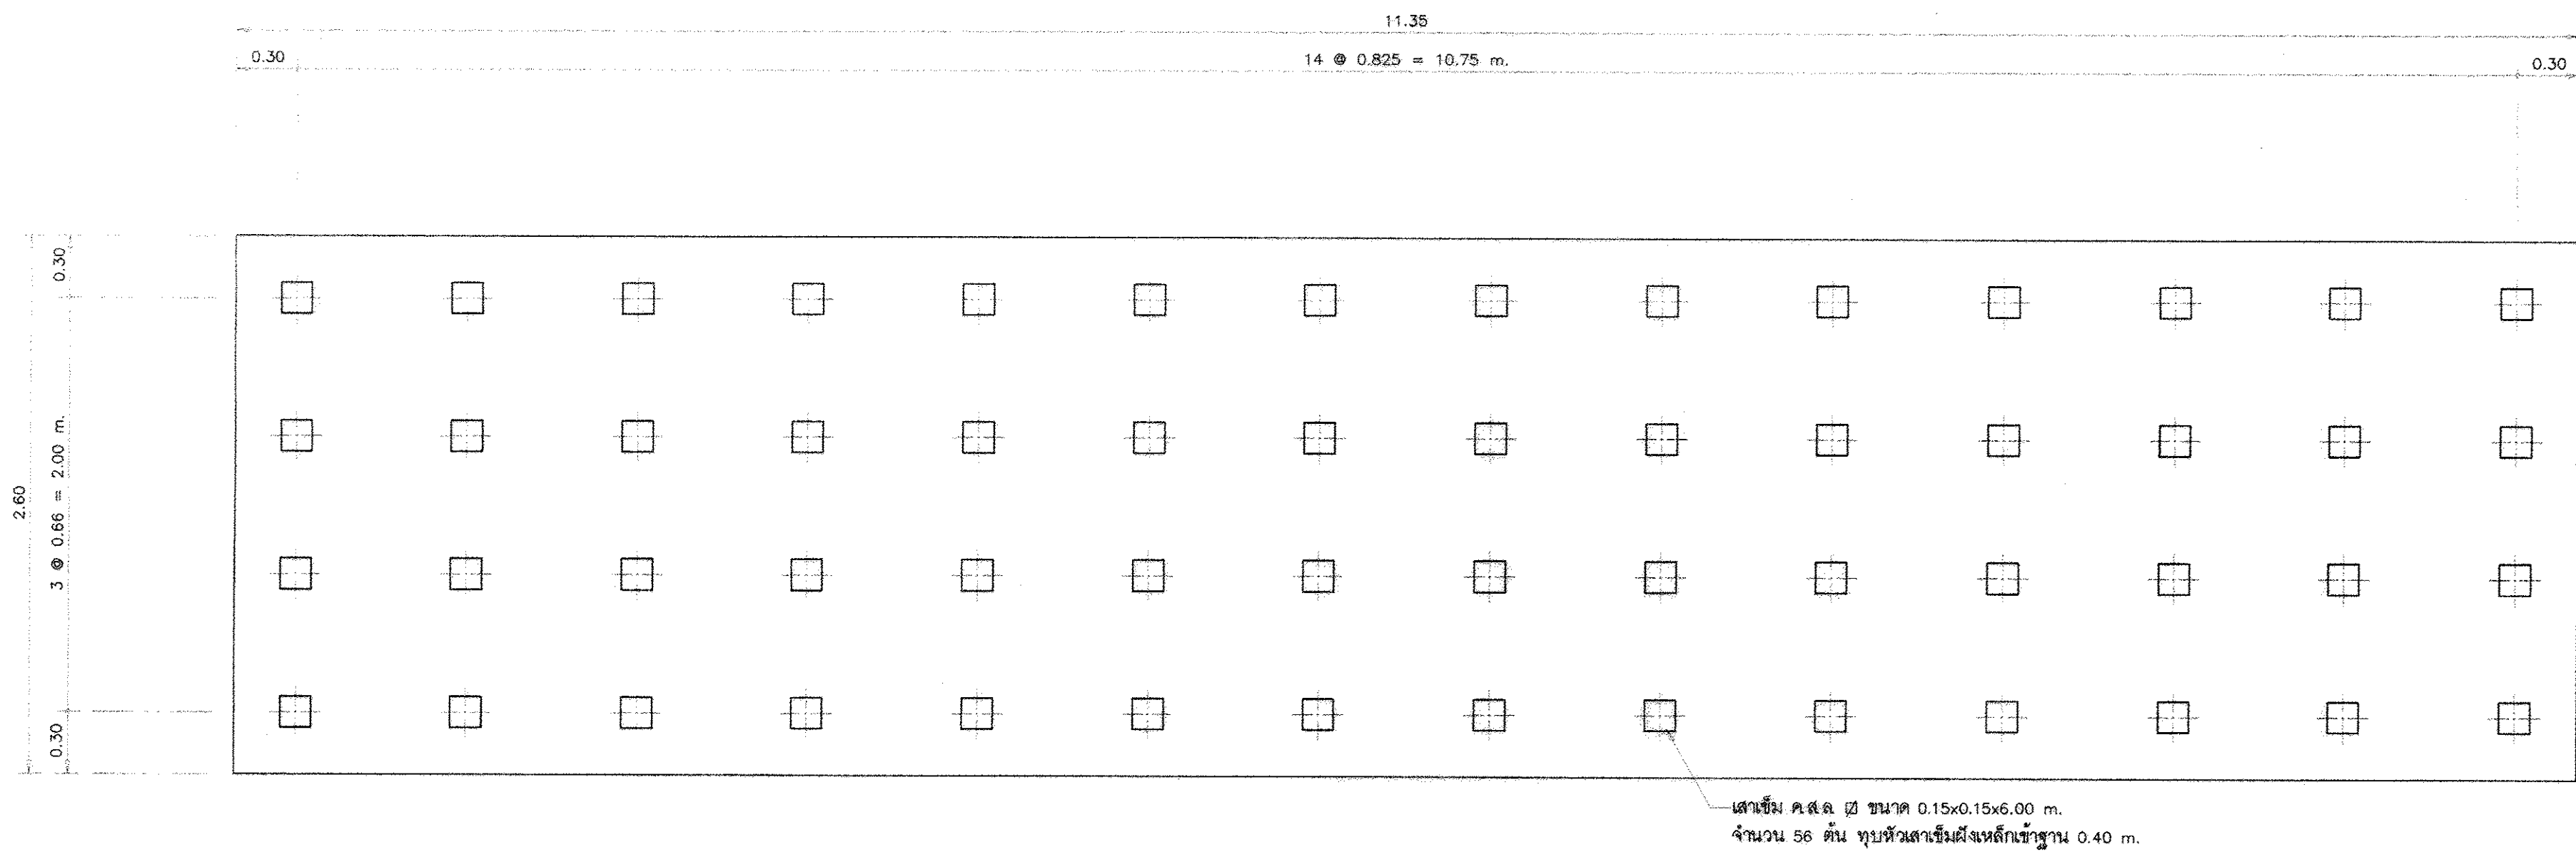 11.35
0.30
14 @ 0.825 = 10.75 m.
0.30
0.30
2.60
3 @ 0.66 = 2.00 m.
0.30
เสาเข็ม ค.ส.ล. ขนาด 0.15x0.15x6.00 m.
จำนวน 56 ต้น ทุบหัวเสาเข็มฝังเหล็กเข้าฐาน 0.40 m.